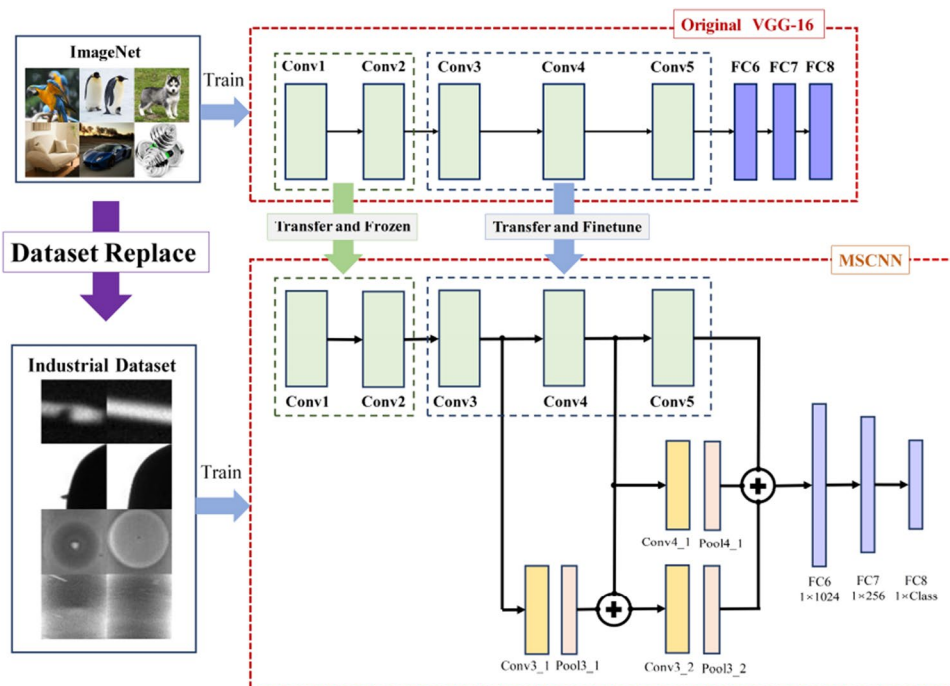 Original VGG-16
ImageNet
Train
Conv1
Conv2
Conv3
Conv4
Conv5
FC6
FC7
FC8
Transfer and Frozen
Transfer and Finetune
Dataset Replace
MSCNN
Industrial Dataset
Train
Conv1
Conv2
Conv3
Conv4
Conv5
Conv4_1
Pool4_1
FC6
1×1024
FC7
1×256
FC8
1×Class
Conv3_1
Pool3_1
Conv3_2
Pool3_2